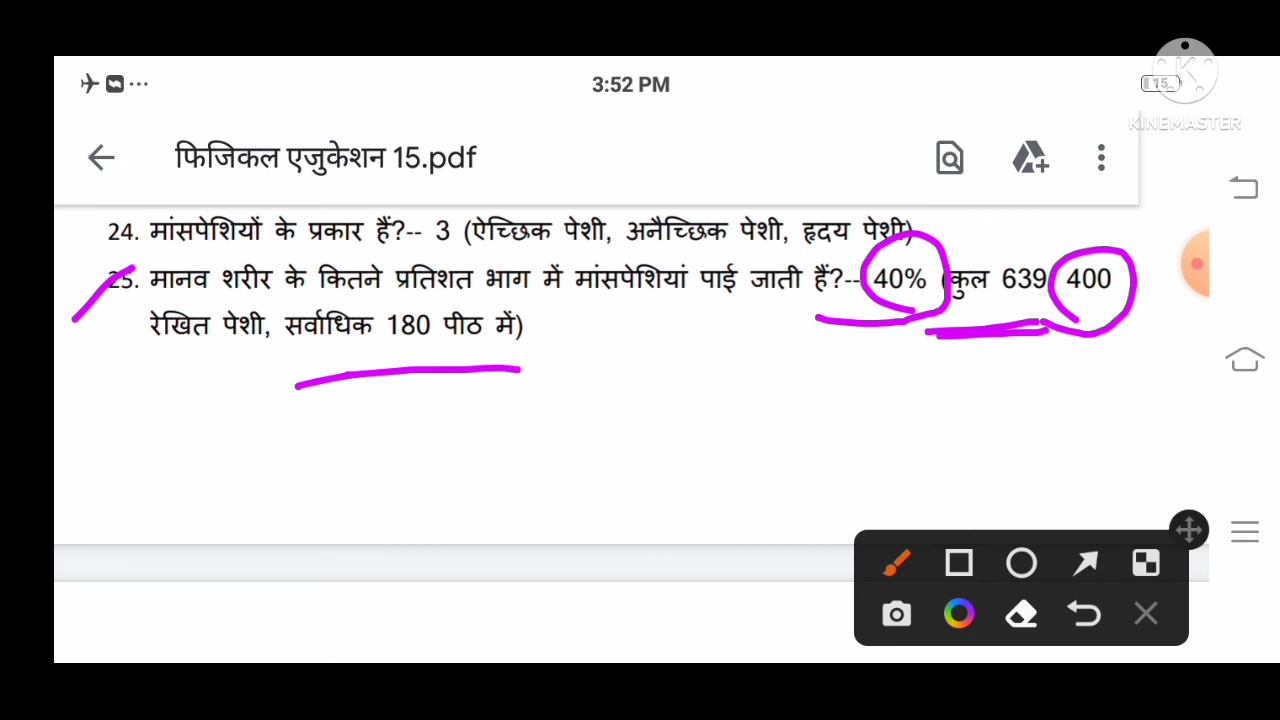 3:52 PM
15
KINEMASTER
फिजिकल एजुकेशन 15.pdf
24. मांसपेशियों के प्रकार हैं?-- 3 (ऐच्छिक पेशी, अनैच्छिक पेशी, हृदय पेशी)
25. मानव शरीर के कितने प्रतिशत भाग में मांसपेशियां पाई जाती हैं?-- 40% (कुल 639, 400
रेखित पेशी, सर्वाधिक 180 पीठ में)